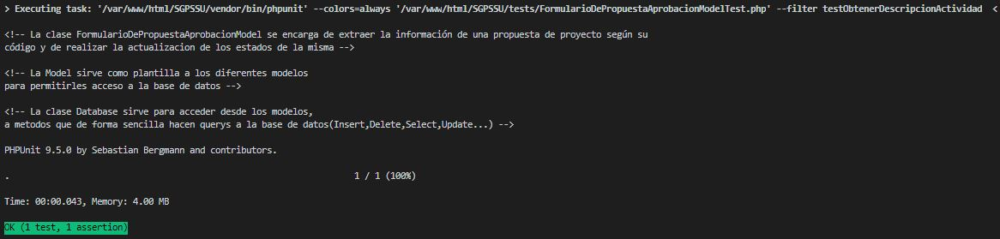 > Executing task: '/var/www/html/SGPSSU/vendor/bin/phpunit' --colors=always '/var/www/html/SGPSSU/tests/FormularioDePropuestaAprobacionModelTest.php' --filter testObtenerDescripcionActividad <
<!-- La clase FormularioDePropuestaAprobacionModel se encarga de extraer la información de una propuesta de proyecto según su
código y de realizar la actualizacion de los estados de la misma -->
<!-- La Model sirve como plantilla a los diferentes modelos
para permitirles acceso a la base de datos -->
<!-- La clase Database sirve para acceder desde los modelos,
a metodos que de forma sencilla hacen querys a la base de datos(Insert,Delete,Select,Update...) -->
PHPUnit 9.5.0 by Sebastian Bergmann and contributors.
. 1 / 1 (100%)
Time: 00:00.043, Memory: 4.00 MB
OK (1 test, 1 assertion)